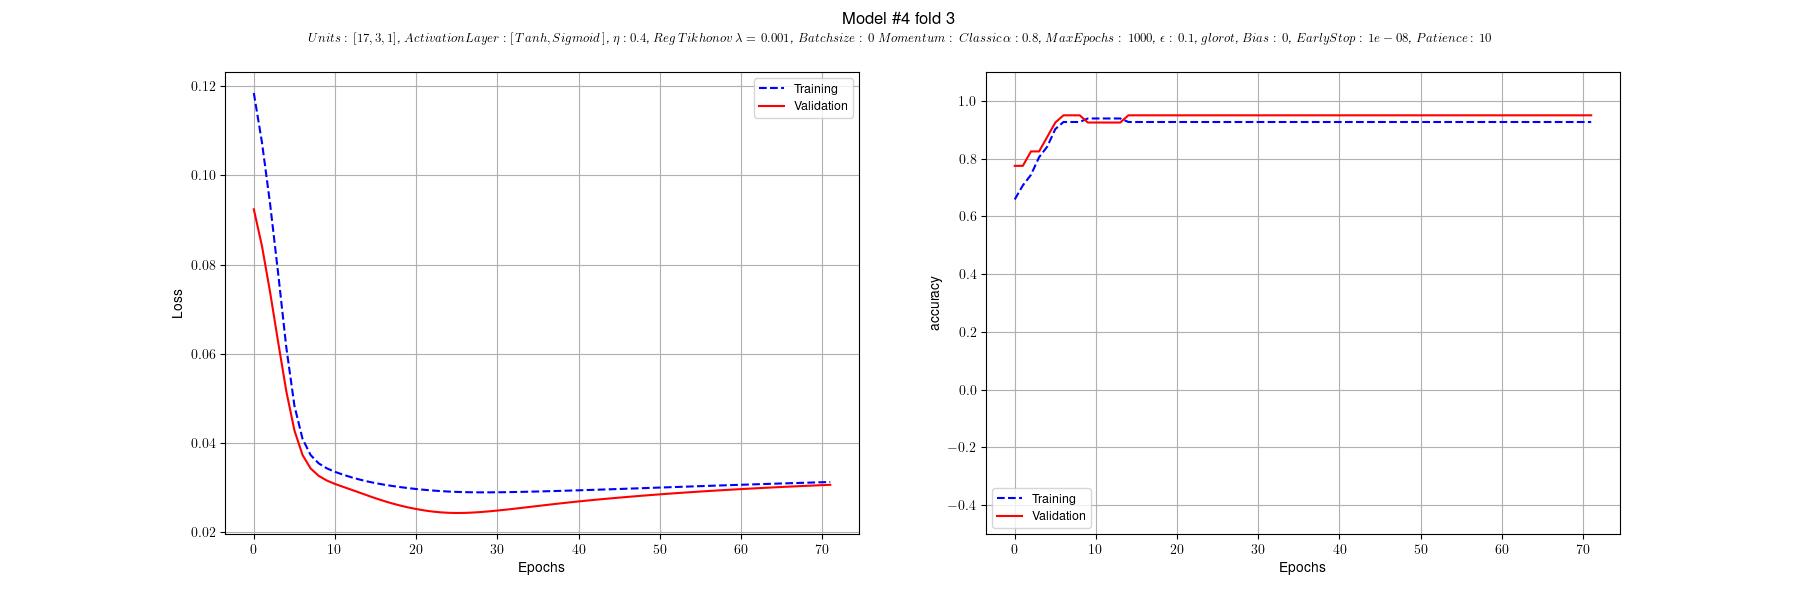 Model #4 fold 3
Units : [17, 3, 1], ActivationLayer : [Tanh, Sigmoid], η : 0.4, Reg Tikhonov λ = 0.001, Batchsize : 0 Momentum : Classicα : 0.8, MaxEpochs : 1000, ϵ : 0.1, glorot, Bias : 0, EarlyStop : 1e − 08, Patience : 10
0.12
0.10
0.08
0.06
0.04
0.02
Loss
0 10 20 30 40 50 60 70
Epochs
Training
Validation
1.0
0.8
0.6
0.4
0.2
0.0
−0.2
−0.4
accuracy
0 10 20 30 40 50 60 70
Epochs
Training
Validation